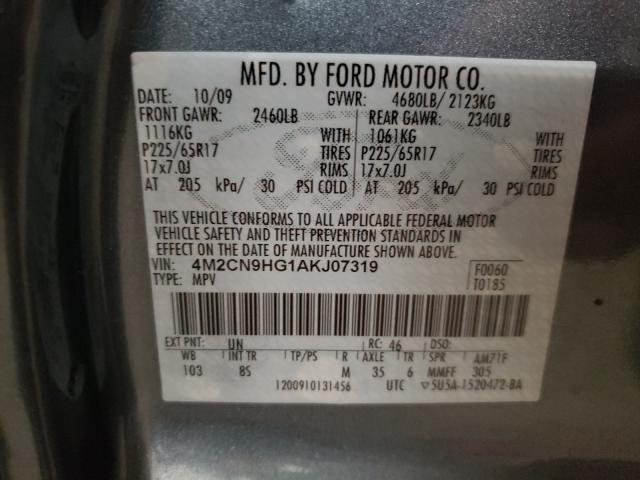 MFD. BY FORD MOTOR CO.
DATE: 10/09 GVWR: 4680LB/ 2123KG
FRONT GAWR: 2460LB REAR GAWR: 2340LB
1116KG WITH 1061KG WITH
P225/65R17 TIRES P225/65R17 TIRES
17x7.0J RIMS 17x7.0J RIMS
AT 205 kPa/ 30 PSI COLD AT 205 kPa/ 30 PSI COLD
THIS VEHICLE CONFORMS TO ALL APPLICABLE FEDERAL MOTOR
VEHICLE SAFETY AND THEFT PREVENTION STANDARDS IN
EFFECT ON THE DATE OF MANUFACTURE SHOWN ABOVE.
VIN: 4M2CN9HG1AKJ07319 F0060
TYPE: MPV T0185
EXT PNT: UN RC: 46 DSO:
WB INT TR TP/PS R AXLE TR SPR AM71F
103 8S M 35 6 MMFF 305
1200910131456 UTC ▽5U5A-1520472-BA